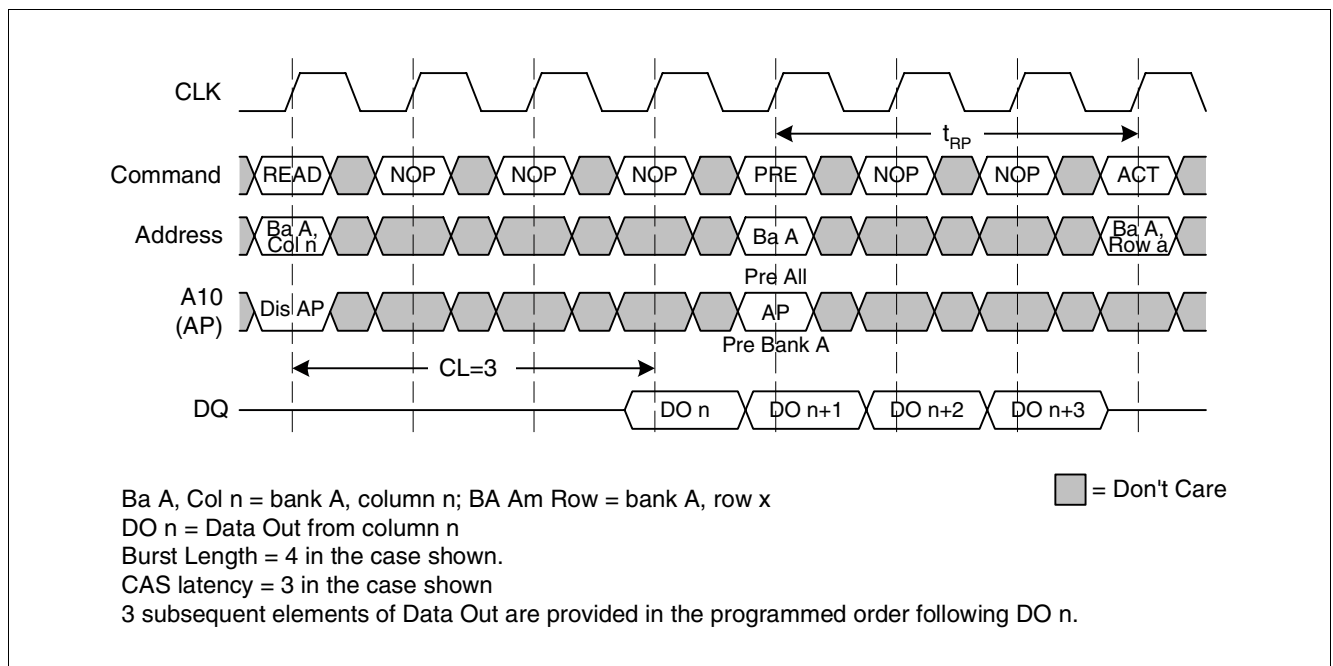 CLK
t_RP
Command READ NOP NOP NOP PRE NOP NOP ACT
Address Ba A, Col n Ba A Ba A, Row a
Pre All
A10 (AP) Dis AP AP
Pre Bank A
CL=3
DQ DO n DO n+1 DO n+2 DO n+3
Ba A, Col n = bank A, column n; BA Am Row = bank A, row x
= Don't Care
DO n = Data Out from column n
Burst Length = 4 in the case shown.
CAS latency = 3 in the case shown
3 subsequent elements of Data Out are provided in the programmed order following DO n.